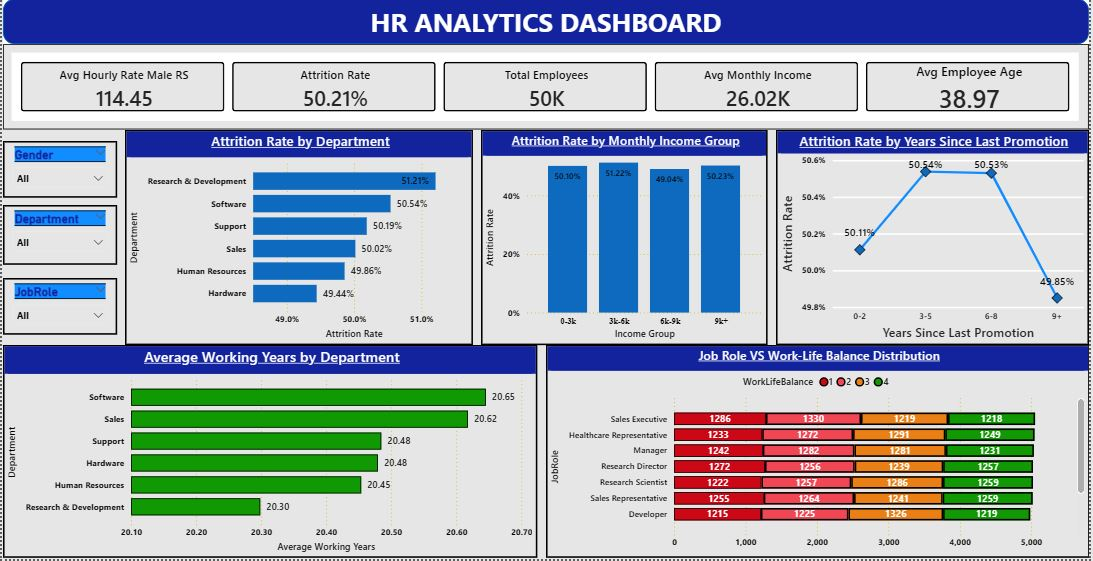 HR ANALYTICS DASHBOARD
Avg Hourly Rate Male RS
114.45
Attrition Rate
50.21%
Total Employees
50K
Avg Monthly Income
26.02K
Avg Employee Age
38.97
Gender
All
Department
All
JobRole
All
Attrition Rate by Department
Department
Research & Development 51.21%
Software 50.54%
Support 50.19%
Sales 50.02%
Human Resources 49.86%
Hardware 49.44%
49.0% 50.0% 51.0%
Attrition Rate
Attrition Rate by Monthly Income Group
Attrition Rate
40%
20%
0%
50.10% 51.22% 49.04% 50.23%
0-3k 3k-6k 6k-9k 9k+
Income Group
Attrition Rate by Years Since Last Promotion
Attrition Rate
50.6%
50.4%
50.2%
50.0%
49.8%
50.11% 50.54% 50.53% 49.85%
0-2 3-5 6-8 9+
Years Since Last Promotion
Average Working Years by Department
Department
Software 20.65
Sales 20.62
Support 20.48
Hardware 20.48
Human Resources 20.45
Research & Development 20.30
20.10 20.20 20.30 20.40 20.50 20.60 20.70
Average Working Years
Job Role VS Work-Life Balance Distribution
WorkLifeBalance 1 2 3 4
JobRole
Sales Executive 1286 1330 1219 1218
Healthcare Representative 1233 1272 1291 1249
Manager 1242 1282 1281 1231
Research Director 1272 1256 1239 1257
Research Scientist 1222 1257 1286 1259
Sales Representative 1255 1264 1241 1259
Developer 1215 1225 1326 1219
0 1,000 2,000 3,000 4,000 5,000